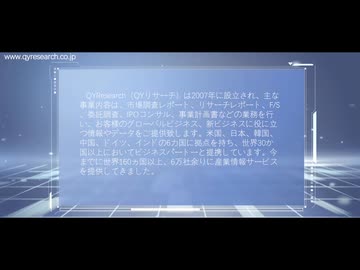 www.qyresearch.co.jp
QYResearch（QYリサーチ）は2007年に設立され、主な
事業内容は、市場調査レポート、リサーチレポート、F/S
、委託調査、IPOコンサル、事業計画書などの業務を行
い、お客様のグローバルビジネス、新ビジネスに役に立
つ情報やデータをご提供致します。米国、日本、韓国、
中国、ドイツ、インドの6カ国に拠点を持ち、世界30か
国以上においてビジネスパートーと提携しています。今
までに世界160ヵ国以上、6万社余りに産業情報サービス
を提供してきました。